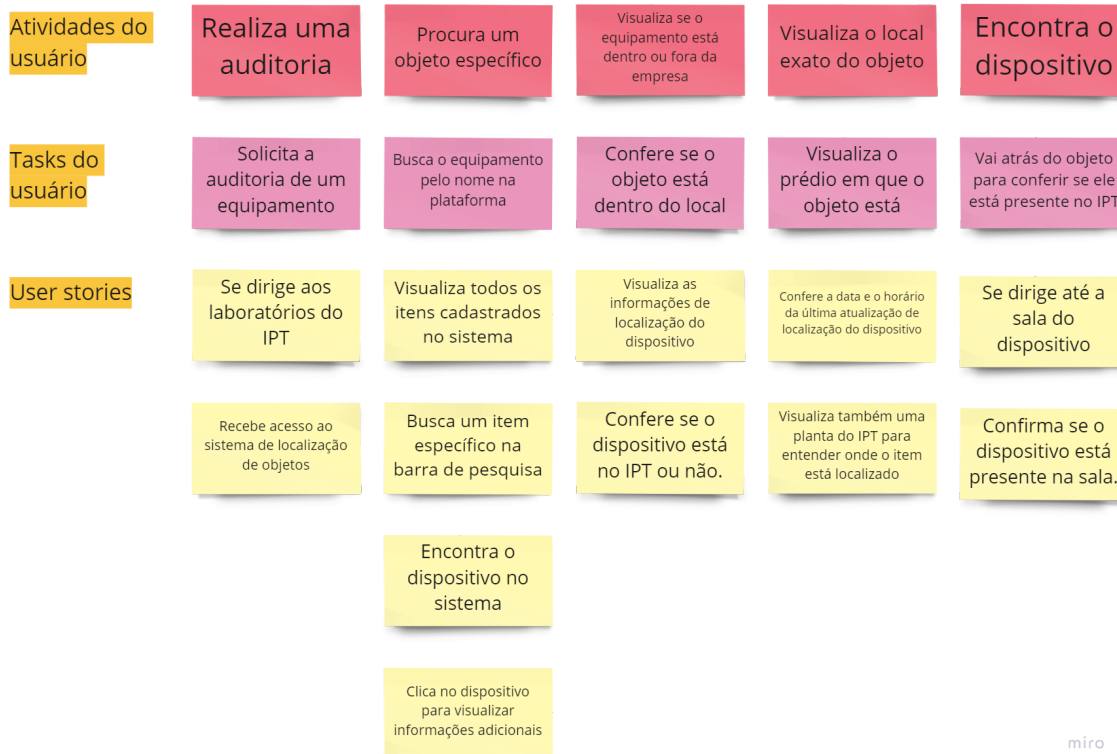 Atividades do
usuário
Realiza uma
auditoria
Procura um
objeto específico
Visualiza se o
equipamento está
dentro ou fora da
empresa
Visualiza o local
exato do objeto
Encontra o
dispositivo
Tasks do
usuário
Solicita a
auditoria de um
equipamento
Busca o equipamento
pelo nome na
plataforma
Confere se o
objeto está
dentro do local
Visualiza o
prédio em que o
objeto está
Vai atrás do objeto
para conferir se ele
está presente no IPT
User stories
Se dirige aos
laboratórios do
IPT
Visualiza todos os
itens cadastrados
no sistema
Visualiza as
informações de
localização do
dispositivo
Confere a data e o horário
da última atualização de
localização do dispositivo
Se dirige até a
sala do
dispositivo
Recebe acesso ao
sistema de localização
de objetos
Busca um item
específico na
barra de pesquisa
Confere se o
dispositivo está
no IPT ou não.
Visualiza também uma
planta do IPT para
entender onde o item
está localizado
Confirma se o
dispositivo está
presente na sala.
Encontra o
dispositivo no
sistema
Clica no dispositivo
para visualizar
informações adicionais
miro